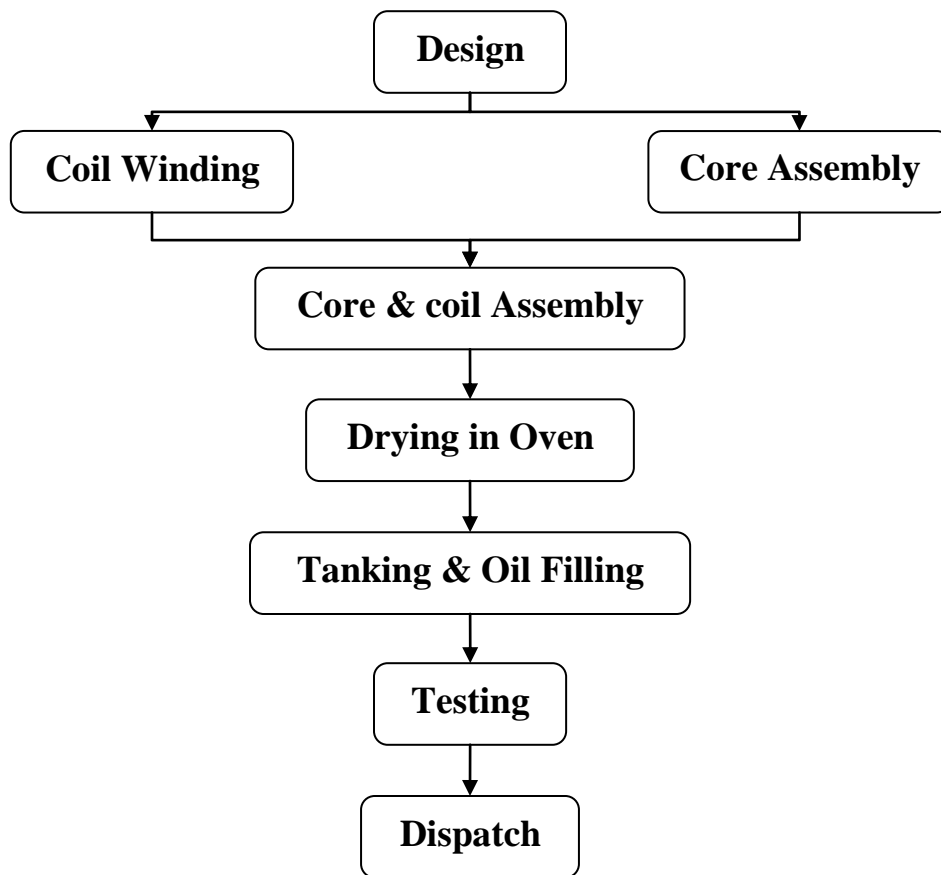 Design
Coil Winding
Core Assembly
Core & coil Assembly
Drying in Oven
Tanking & Oil Filling
Testing
Dispatch